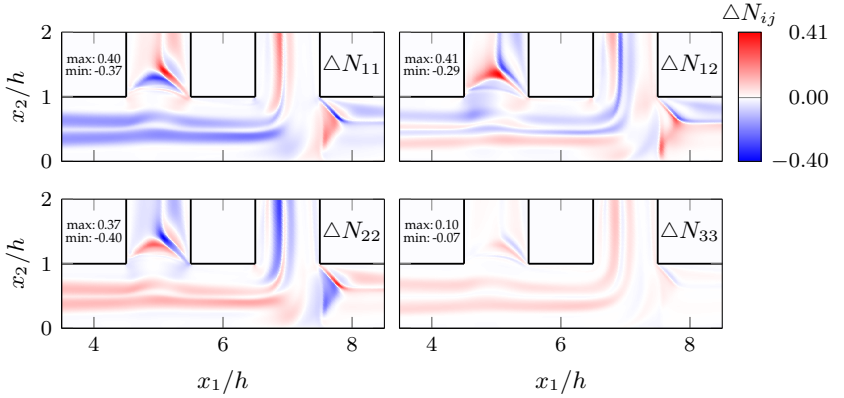 △N_ij
2
1
0
x_2/h
max: 0.40
min: -0.37
△N_11
max: 0.41
min: -0.29
△N_12
0.41
0.00
−0.40
2
1
0
x_2/h
max: 0.37
min: -0.40
△N_22
max: 0.10
min: -0.07
△N_33
4 6 8
4 6 8
x_1/h
x_1/h